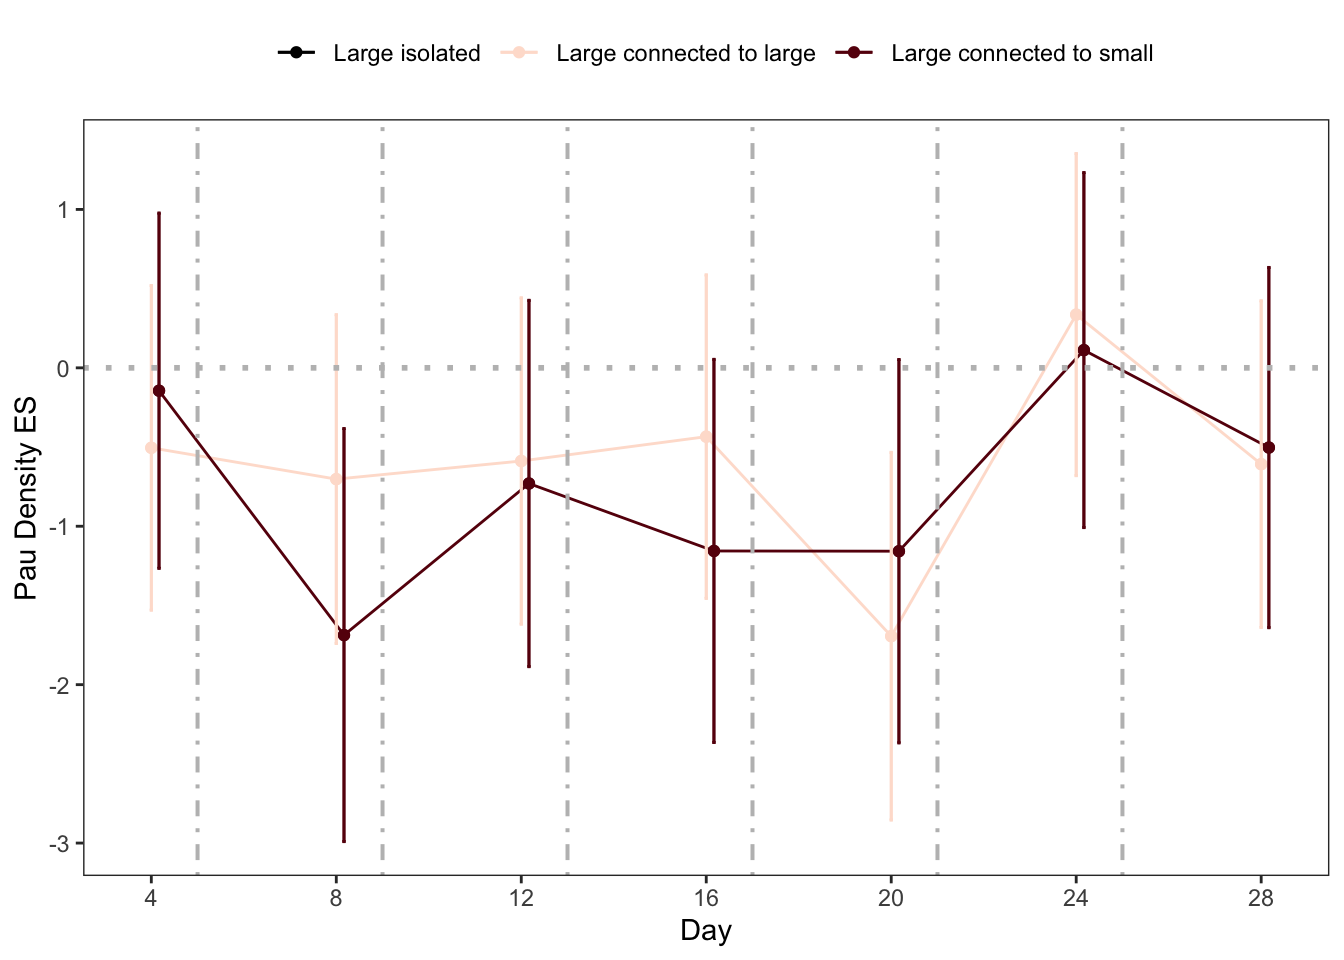 Large isolated Large connected to large Large connected to small
Pau Density ES
1
0
-1
-2
-3
4 8 12 16 20 24 28
Day